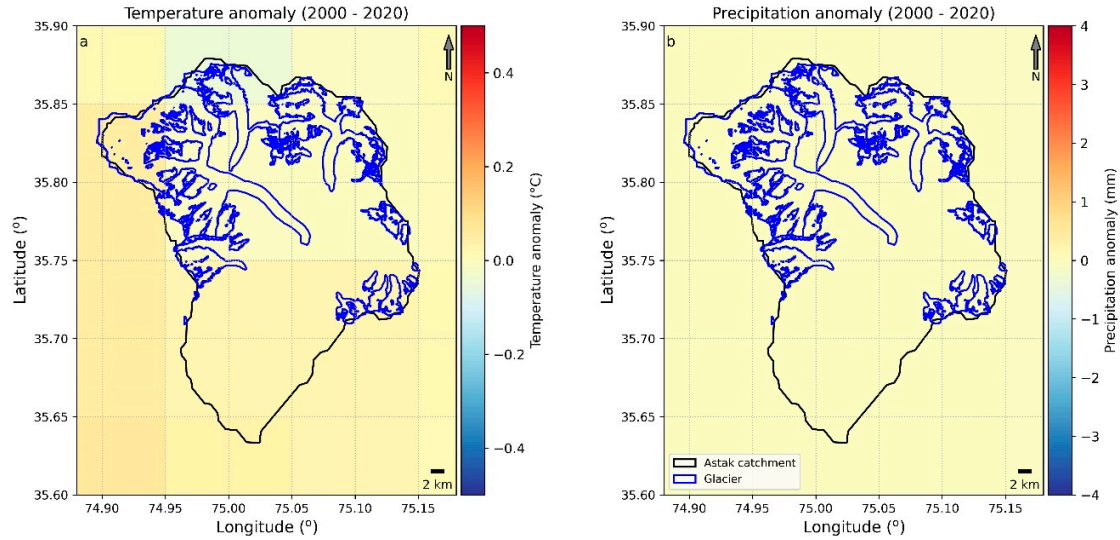 Temperature anomaly (2000 - 2020)
a
N
35.90
35.85
35.80
35.75
35.70
35.65
35.60
Latitude (°)
74.90 74.95 75.00 75.05 75.10 75.15
Longitude (°)
2 km
0.4
0.2
0.0
−0.2
−0.4
Temperature anomaly (°C)
Precipitation anomaly (2000 - 2020)
b
N
35.90
35.85
35.80
35.75
35.70
35.65
35.60
Latitude (°)
Astak catchment
Glacier
74.90 74.95 75.00 75.05 75.10 75.15
Longitude (°)
2 km
4
3
2
1
0
−1
−2
−3
−4
Precipitation anomaly (mm)